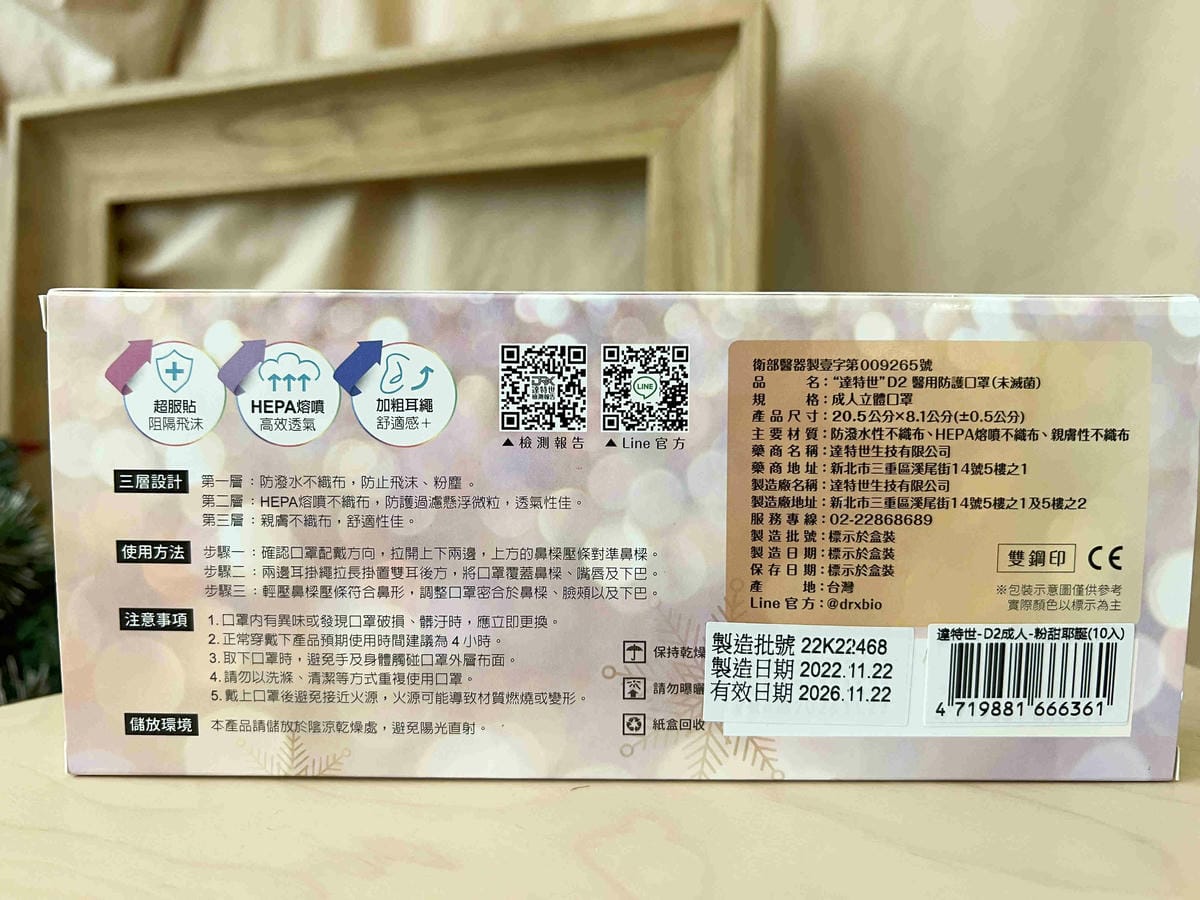 超服貼
阻隔飛沫
HEPA熔噴
高效透氣
加粗耳繩
舒適感+
DRX
達特世
檢測報告
LINE
▲檢測報告
▲Line官方
三層設計
第一層：防潑水不織布，防止飛沫、粉塵。
第二層：HEPA熔噴不織布，防護過濾懸浮微粒，透氣性佳。
第三層：親膚不織布，舒適性佳。
使用方法
步驟一：確認口罩配戴方向，拉開上下兩邊，上方的鼻樑壓條對準鼻樑。
步驟二：兩邊耳掛繩拉長掛置雙耳後方，將口罩覆蓋鼻樑、嘴唇及下巴。
步驟三：輕壓鼻樑壓條符合鼻形，調整口罩密合於鼻樑、臉頰以及下巴。
注意事項
1.口罩內有異味或發現口罩破損、髒汙時，應立即更換。
2.正常穿戴下產品預期使用時間建議為4小時。
3.取下口罩時，避免手及身體觸碰口罩外層布面。
4.請勿以洗滌、清潔等方式重複使用口罩。
5.戴上口罩後避免接近火源，火源可能導致材質燃燒或變形。
儲放環境
本產品請儲放於陰涼乾燥處，避免陽光直射。
保持乾燥
請勿曝曬
紙盒回收
衛部醫器製壹字第009265號
品名：“達特世”D2 醫用防護口罩(未滅菌)
規格：成人立體口罩
產品尺寸：20.5公分×8.1公分(±0.5公分)
主要材質：防潑水性不織布、HEPA熔噴不織布、親膚性不織布
藥商名稱：達特世生技有限公司
藥商地址：新北市三重區溪尾街14號5樓之1
製造廠名稱：達特世生技有限公司
製造廠地址：新北市三重區溪尾街14號5樓之1及5樓之2
服務專線：02-22868689
製造批號：標示於盒裝
製造日期：標示於盒裝
保存日期：標示於盒裝
產地：台灣
Line官方：@drxbio
雙鋼印
CE
※包裝示意圖僅供參考
實際顏色以標示為主
製造批號 22K22468
製造日期 2022.11.22
有效日期 2026.11.22
達特世-D2成人-粉甜耶誕(10入)
4 719881 666361